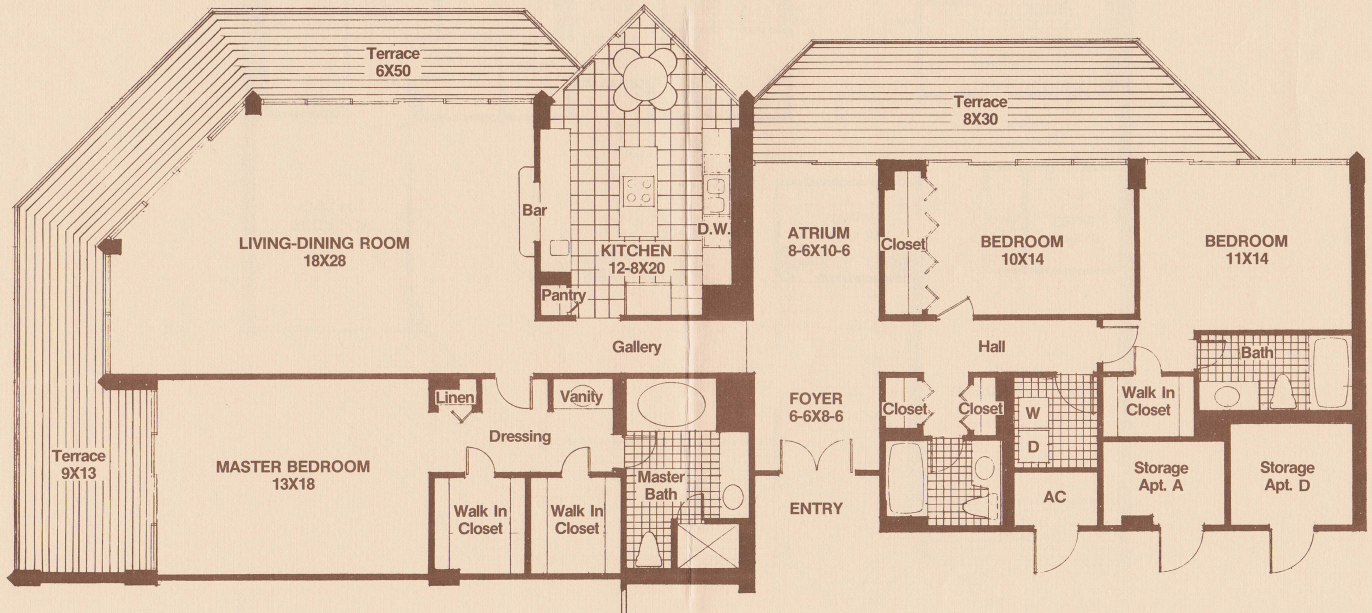 Terrace
6X50
Terrace
8X30
Bar
D.W.
LIVING-DINING ROOM
18X28
KITCHEN
12-8X20
ATRIUM
8-6X10-6
Closet
BEDROOM
10X14
BEDROOM
11X14
Pantry
Gallery
Hall
Bath
Linen
Vanity
FOYER
6-6X8-6
Closet
Closet
W
D
Walk In
Closet
Dressing
Terrace
9X13
MASTER BEDROOM
13X18
Master
Bath
Walk In
Closet
Walk In
Closet
ENTRY
AC
Storage
Apt. A
Storage
Apt. D